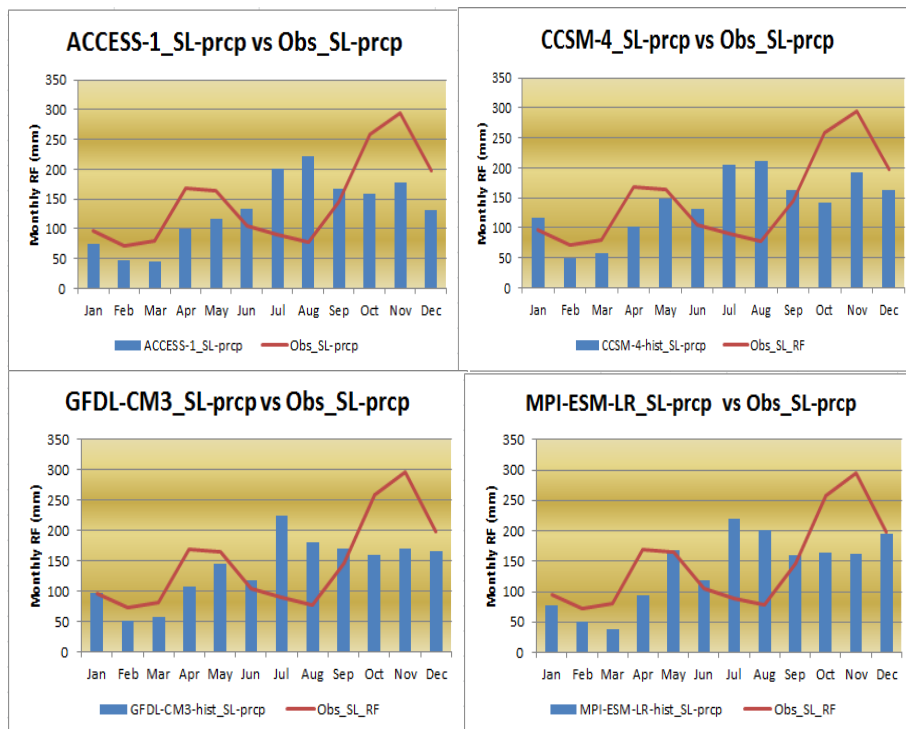 ACCESS-1_SL-prcp vs Obs_SL-prcp
Monthly RF (mm)
350
300
250
200
150
100
50
0
Jan Feb Mar Apr May Jun Jul Aug Sep Oct Nov Dec
ACCESS-1_SL-prcp Obs_SL-prcp
CCSM-4_SL-prcp vs Obs_SL-prcp
Monthly RF (mm)
350
300
250
200
150
100
50
0
Jan Feb Mar Apr May Jun Jul Aug Sep Oct Nov Dec
CCSM-4-hist_SL-prcp Obs_SL_RF
GFDL-CM3_SL-prcp vs Obs_SL-prcp
Monthly RF (mm)
350
300
250
200
150
100
50
0
Jan Feb Mar Apr May Jun Jul Aug Sep Oct Nov Dec
GFDL-CM3-hist_SL-prcp Obs_SL_RF
MPI-ESM-LR_SL-prcp vs Obs_SL-prcp
Monthly RF (mm)
350
300
250
200
150
100
50
0
Jan Feb Mar Apr May Jun Jul Aug Sep Oct Nov Dec
MPI-ESM-LR-hist_SL-prcp Obs_SL_RF